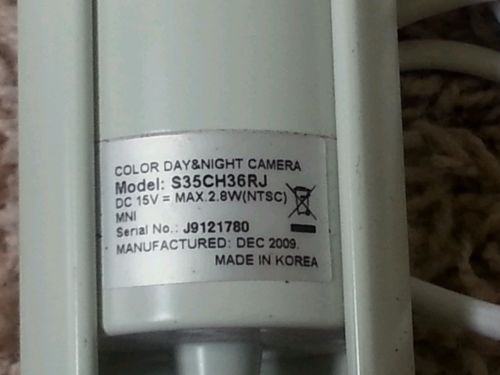 COLOR DAY&NIGHT CAMERA
Model: S35CH36RJ
DC 15V = MAX.2.8W(NTSC)
MNI
Serial No.: J9121780
MANUFACTURED: DEC 2009.
MADE IN KOREA